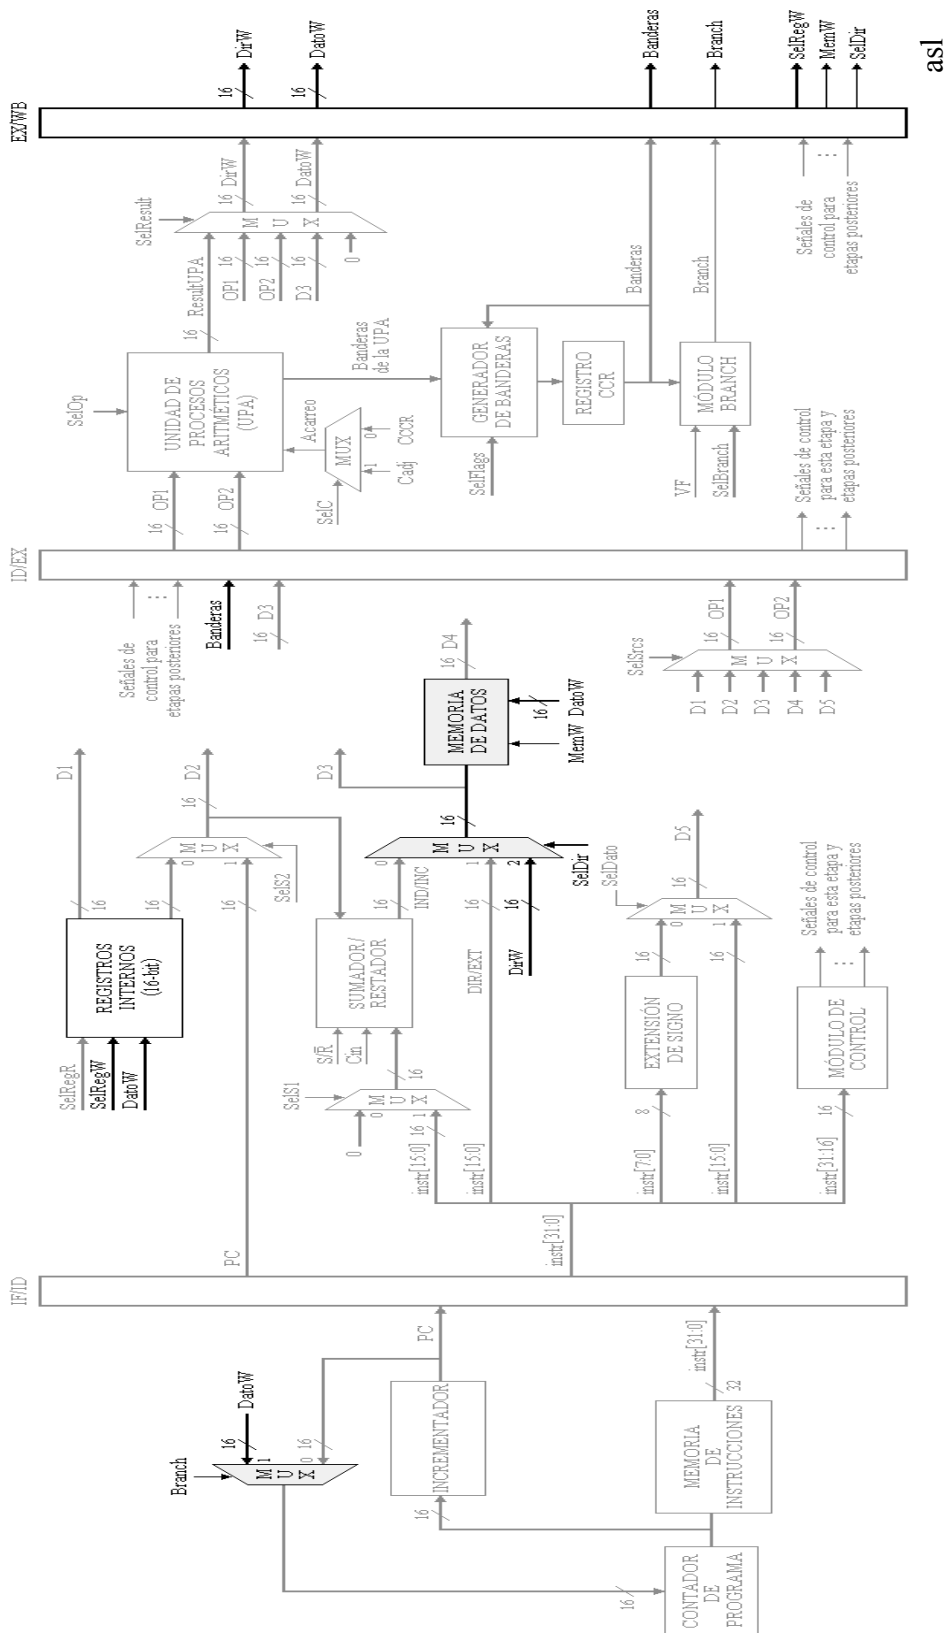 Branch
DatoW
16
1
M
U
X
0
16
PC
INCREMENTADOR
16
16
CONTADOR
DE
PROGRAMA
MEMORIA
DE
INSTRUCCIONES
instr[31:0]
32
IF/ID
PC
instr[31:0]
SelRegR
SelRegW
DatoW
REGISTROS
INTERNOS
(16-bit)
16
D1
16
0
M
U
X
1
16
SelS2
16
D2
SelS1
0
0
M
U
X
1
instr[15:0]
16
16
S/R̅
Cin
SUMADOR/
RESTADOR
16
IND/INC
instr[15:0]
DIR/EXT
16
DirW
16
0
1
2
M
U
X
SelDir
16
D3
MEMORIA
DE DATOS
16
D4
MemW
DatoW
16
instr[7:0]
8
EXTENSIÓN
DE SIGNO
16
instr[15:0]
16
SelDato
0
M
U
X
1
16
D5
instr[31:16]
16
MÓDULO DE
CONTROL
Señales de control
para esta etapa y
etapas posteriores
Señales de
control para
etapas posteriores
Banderas
16
D3
SelSrcs
D1
D2
D3
D4
D5
M
U
X
16
OP1
16
OP2
ID/EX
16
OP1
16
OP2
SelOp
UNIDAD DE
PROCESOS
ARITMÉTICOS
(UPA)
16
ResultUPA
Acarreo
SelC
MUX
1
0
Cadj
CCCR
Banderas
de la UPA
SelFlags
GENERADOR
DE BANDERAS
REGISTRO
CCR
Banderas
VF
SelBranch
MÓDULO
BRANCH
Branch
Señales de control
para esta etapa y
etapas posteriores
SelResult
OP1
16
OP2
16
D3
16
0
M
U
X
16
DirW
16
DatoW
Señales de
control para
etapas posteriores
EX/WB
16
DirW
16
DatoW
Banderas
Branch
SelRegW
MemW
SelDir
asl